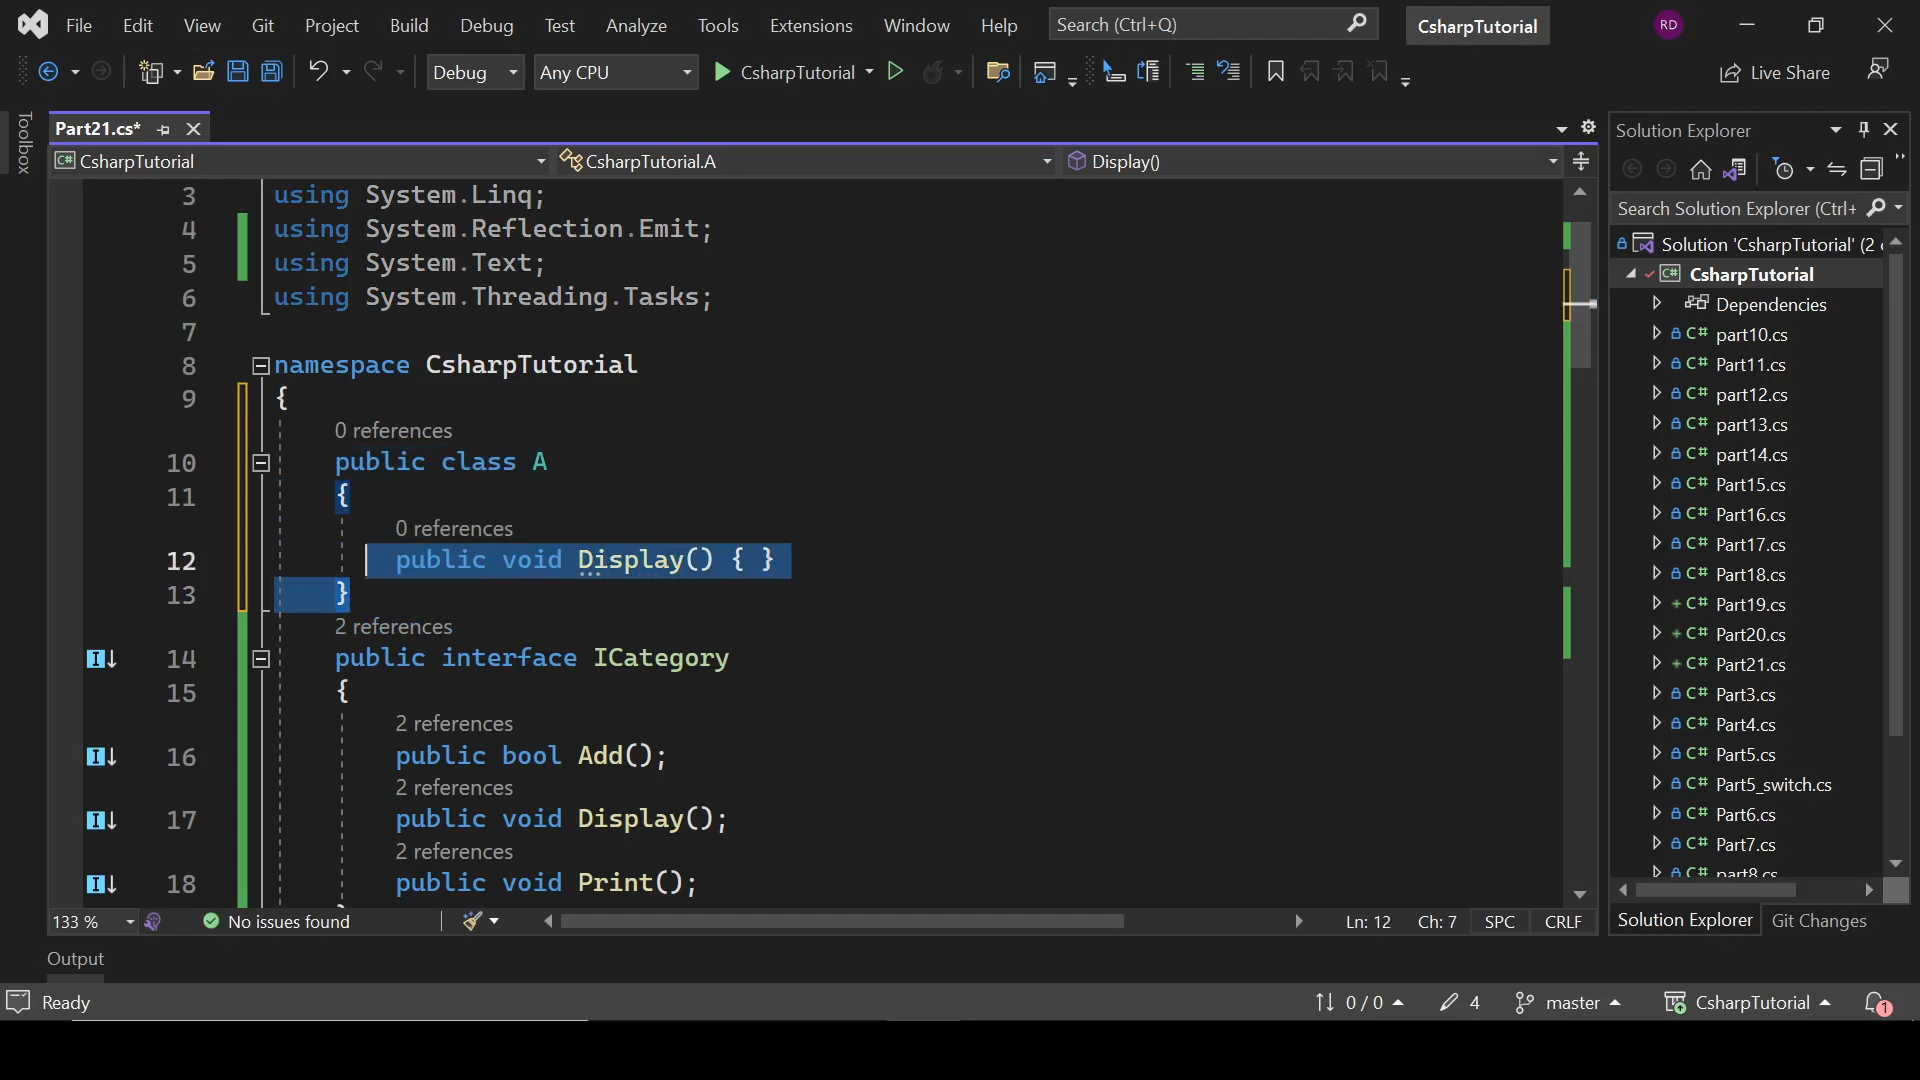 File Edit View Git Project Build Debug Test Analyze Tools Extensions Window Help Search (Ctrl+Q) CsharpTutorial RD
Debug Any CPU CsharpTutorial Live Share
Toolbox
Part21.cs*
CsharpTutorial CsharpTutorial.A Display()
3 using System.Linq;
4 using System.Reflection.Emit;
5 using System.Text;
6 using System.Threading.Tasks;
7
8 namespace CsharpTutorial
9 {
0 references
10 public class A
11 {
0 references
12 public void Display() { }
13 }
2 references
14 public interface ICategory
15 {
2 references
16 public bool Add();
2 references
17 public void Display();
2 references
18 public void Print();
133 % No issues found Ln: 12 Ch: 7 SPC CRLF
Solution Explorer
Search Solution Explorer (Ctrl+
Solution 'CsharpTutorial' (2
C# CsharpTutorial
Dependencies
C# part10.cs
C# Part11.cs
C# part12.cs
C# part13.cs
C# part14.cs
C# Part15.cs
C# Part16.cs
C# Part17.cs
C# Part18.cs
C# Part19.cs
C# Part20.cs
C# Part21.cs
C# Part3.cs
C# Part4.cs
C# Part5.cs
C# Part5_switch.cs
C# Part6.cs
C# Part7.cs
C# part8.cs
Solution Explorer Git Changes
Output
Ready 0 / 0 4 master CsharpTutorial 1